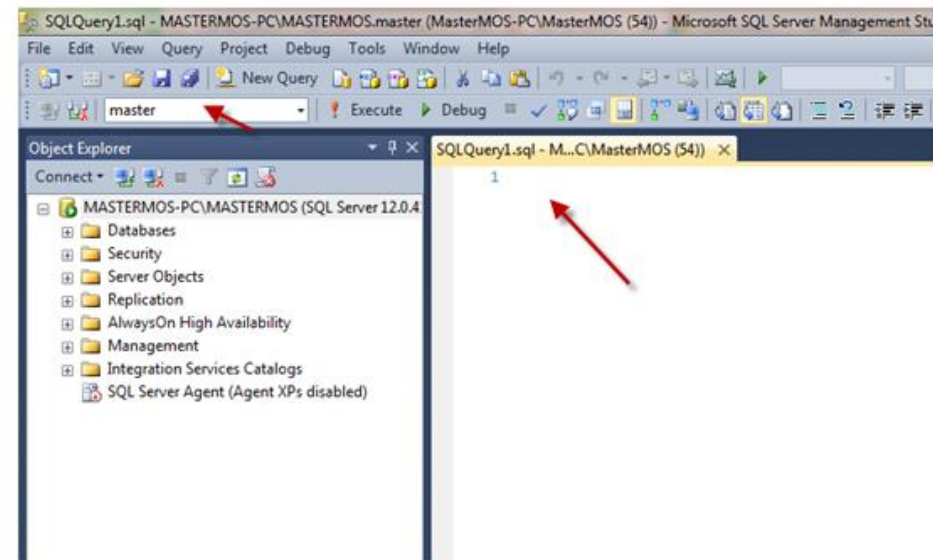 SQLQuery1.sql - MASTERMOS-PC\MASTERMOS.master (MasterMOS-PC\MasterMOS (54)) - Microsoft SQL Server Management Stu
File Edit View Query Project Debug Tools Window Help
New Query
master Execute Debug
Object Explorer
SQLQuery1.sql - M...C\MasterMOS (54))
Connect
1
MASTERMOS-PC\MASTERMOS (SQL Server 12.0.4
Databases
Security
Server Objects
Replication
AlwaysOn High Availability
Management
Integration Services Catalogs
SQL Server Agent (Agent XPs disabled)